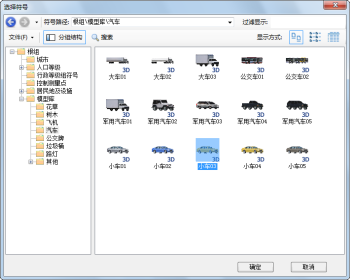 选择符号
符号路径: 根组\模型库\汽车
过滤显示:
文件(F)
分组结构
搜索
显示方式:
根组
城市
人口等级
行政等级组符号
控制测量点
居民地及设施
模型库
花草
树木
飞机
汽车
公交牌
垃圾桶
路灯
其他
3D 3D 3D 3D 3D
大车01 大车02 大车03 公交车01 公交车02
3D 3D 3D 3D 3D
军用汽车01 军用汽车02 军用汽车03 军用汽车04 军用汽车05
3D 3D 3D 3D 3D
小车01 小车02 小车03 小车04 小车05
确定
取消